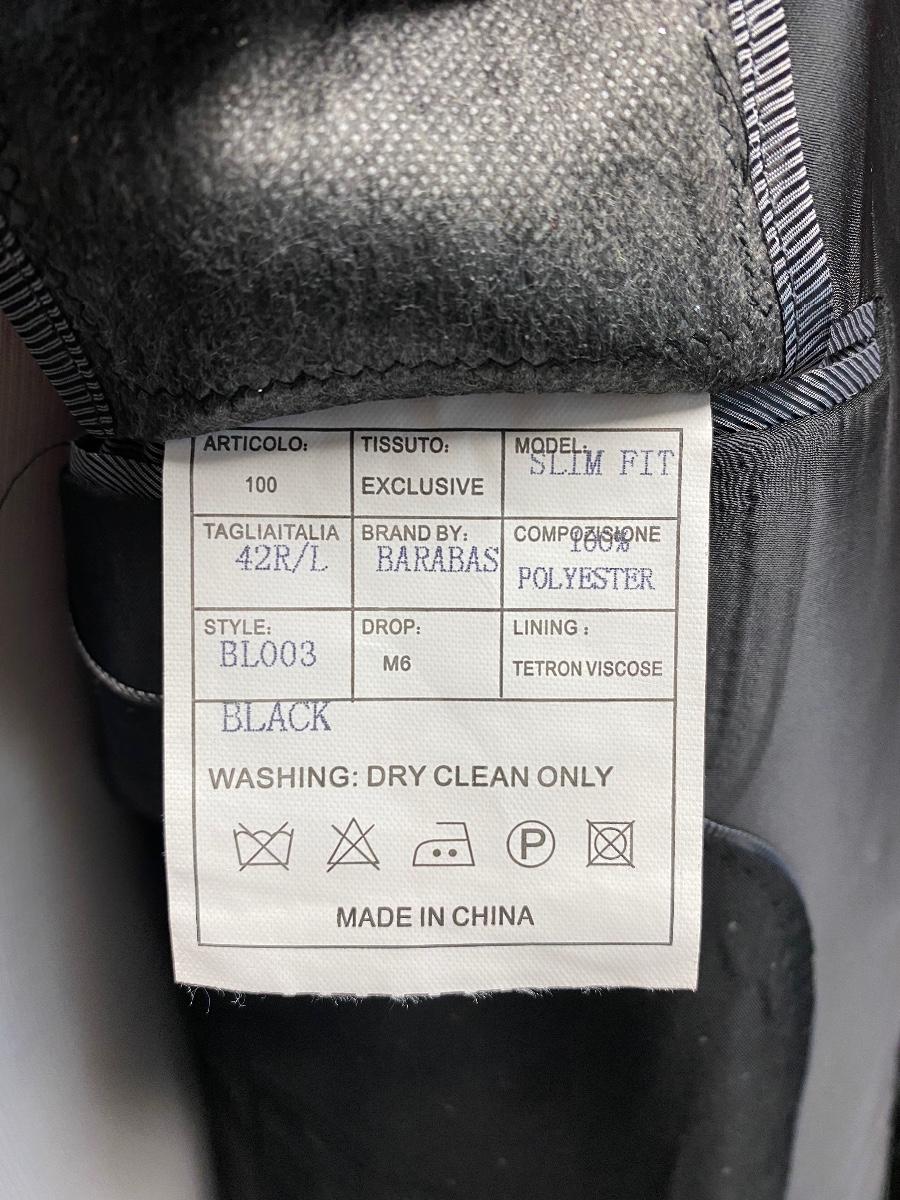 ARTICOLO:
100
TISSUTO:
EXCLUSIVE
MODEL:
SLIM FIT
TAGLIAITALIA
42R/L
BRAND BY:
BARABAS
COMPOZISIONE
100%
POLYESTER
STYLE:
BL003
DROP:
M6
LINING :
TETRON VISCOSE
BLACK
WASHING: DRY CLEAN ONLY
P
MADE IN CHINA